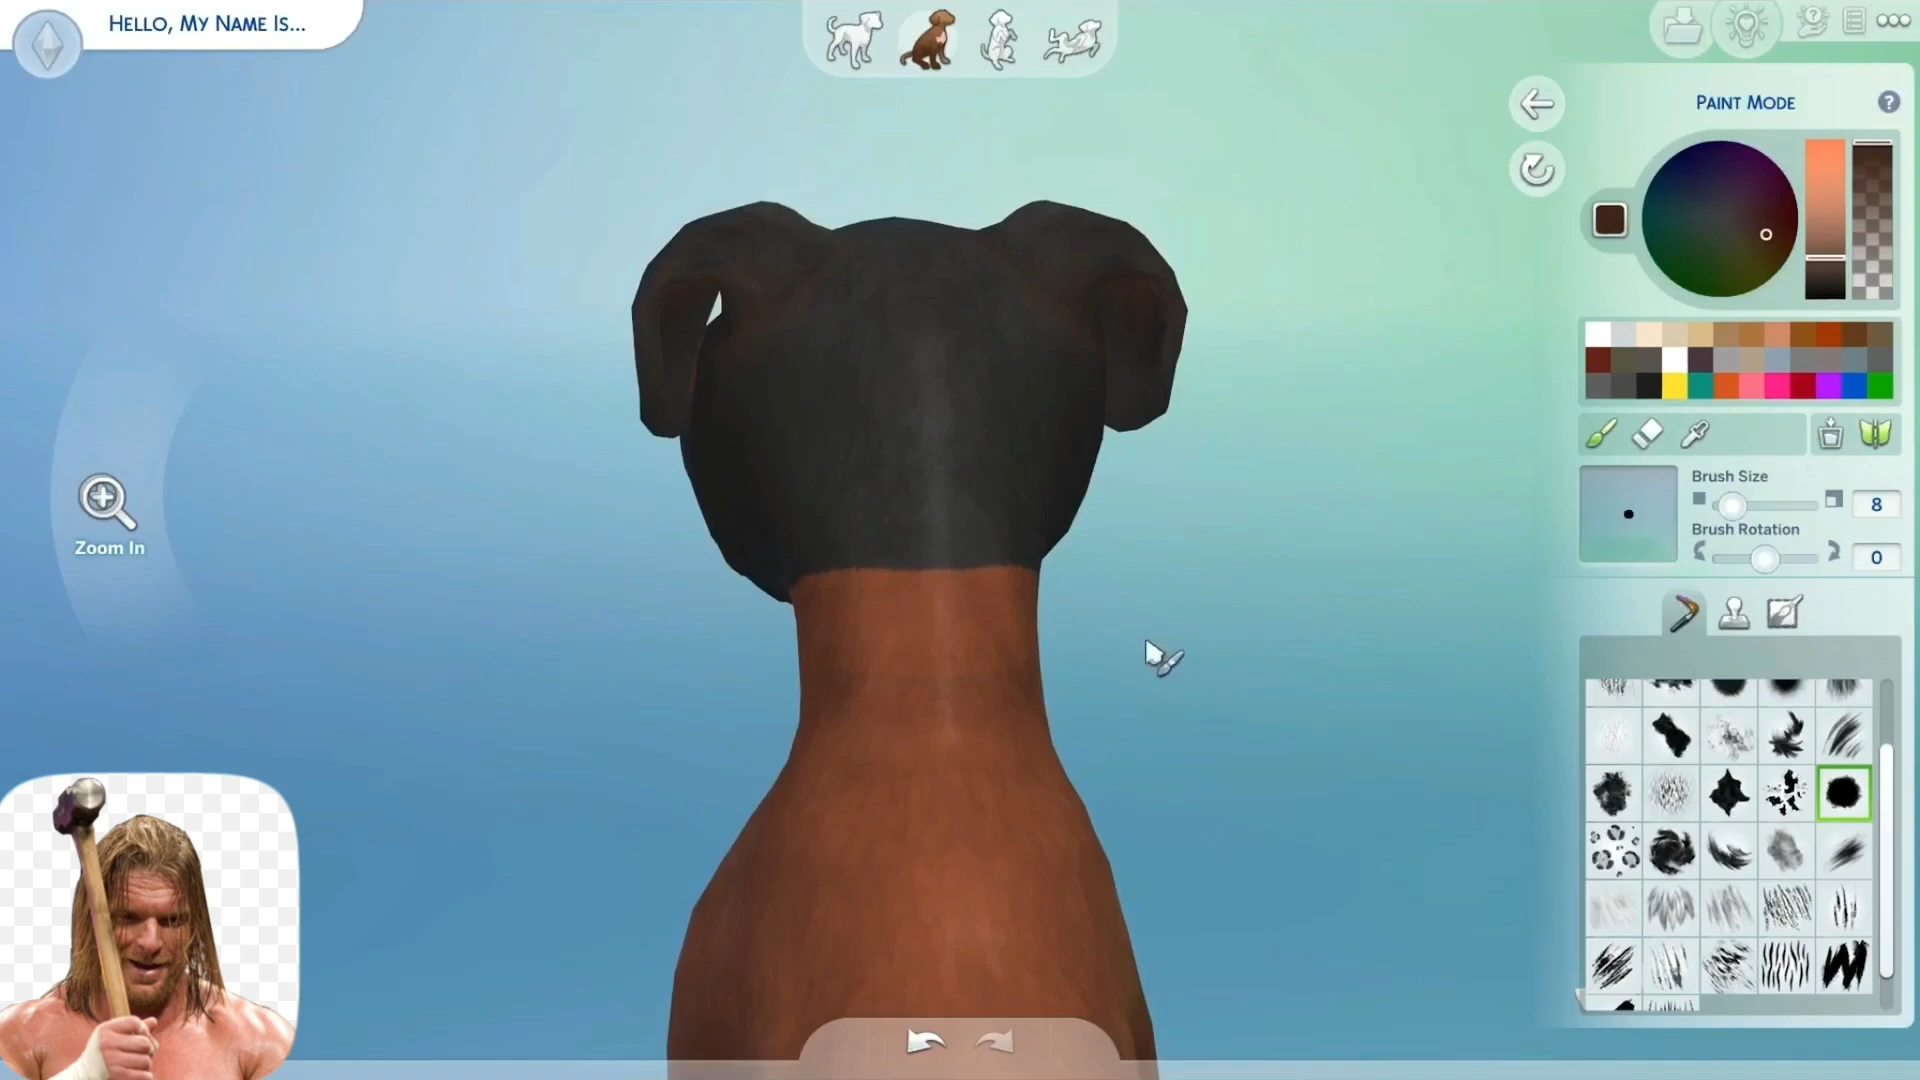 Hello, My Name Is...
Paint Mode
?
Brush Size
8
Brush Rotation
0
Zoom In